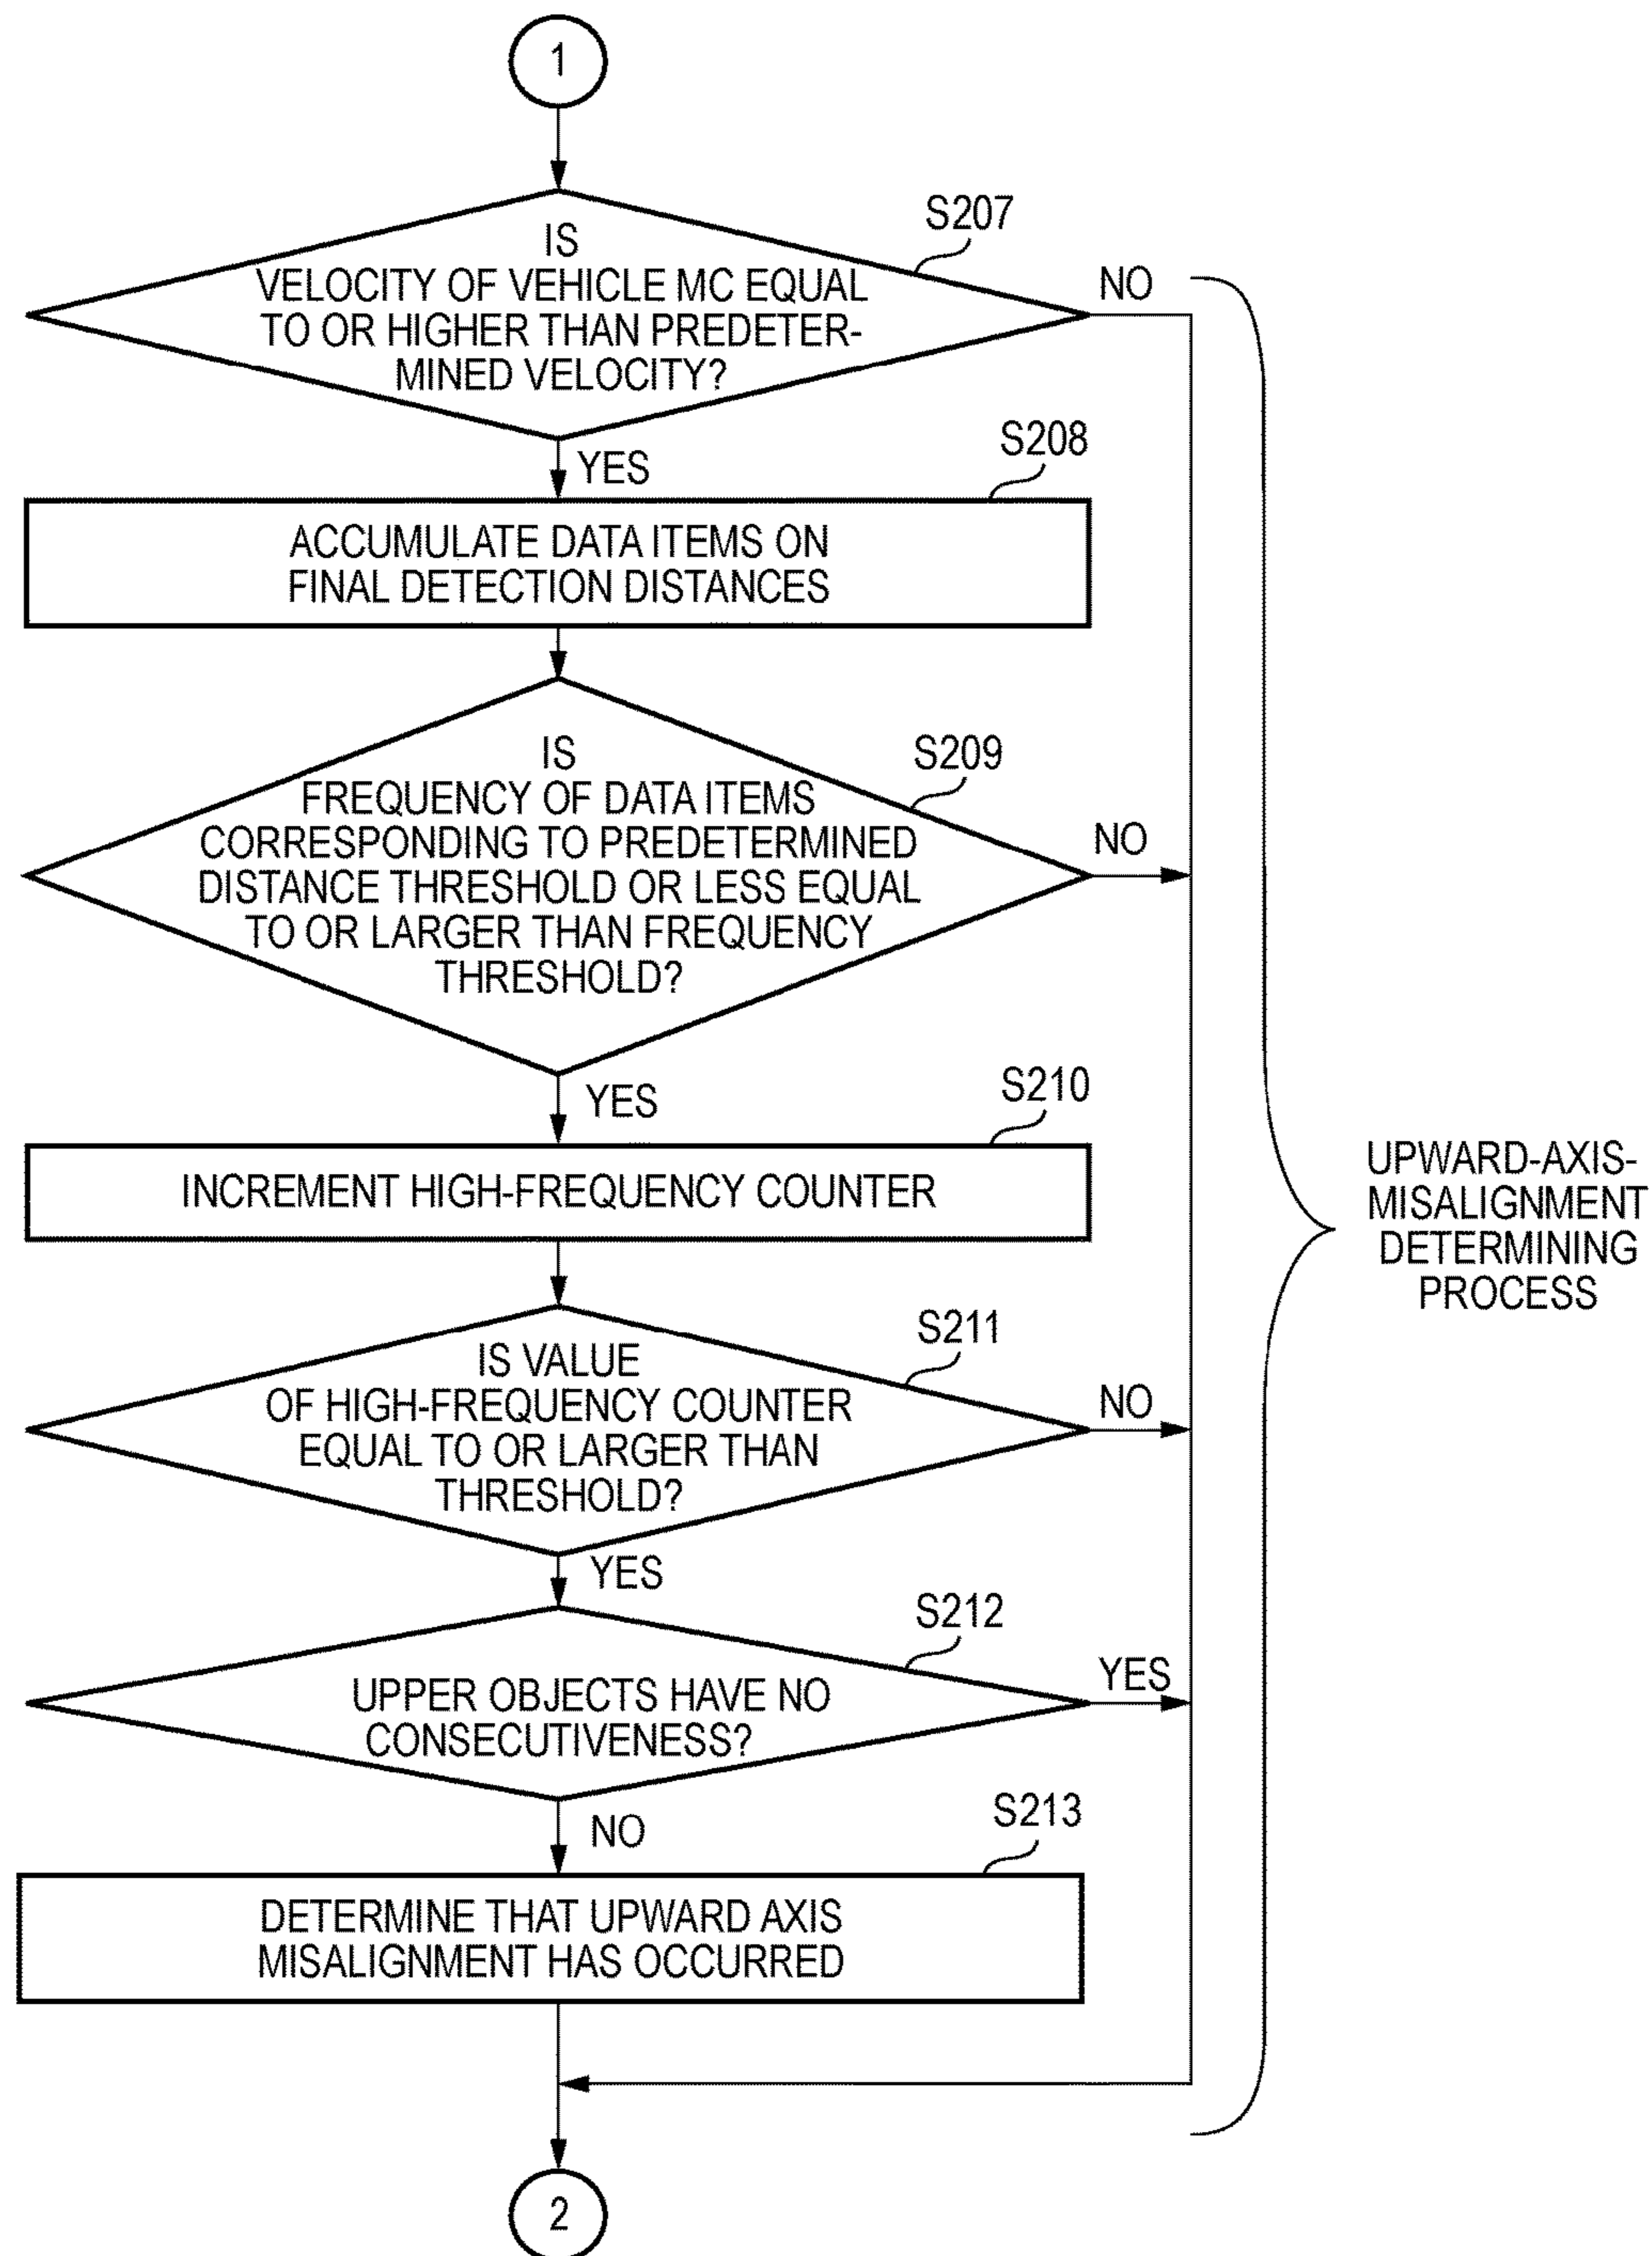 1
S207
IS
VELOCITY OF VEHICLE MC EQUAL
TO OR HIGHER THAN PREDETER-
MINED VELOCITY?
NO
YES
S208
ACCUMULATE DATA ITEMS ON
FINAL DETECTION DISTANCES
S209
IS
FREQUENCY OF DATA ITEMS
CORRESPONDING TO PREDETERMINED
DISTANCE THRESHOLD OR LESS EQUAL
TO OR LARGER THAN FREQUENCY
THRESHOLD?
NO
YES
S210
INCREMENT HIGH-FREQUENCY COUNTER
UPWARD-AXIS-
MISALIGNMENT
DETERMINING
PROCESS
S211
IS VALUE
OF HIGH-FREQUENCY COUNTER
EQUAL TO OR LARGER THAN
THRESHOLD?
NO
YES
S212
UPPER OBJECTS HAVE NO
CONSECUTIVENESS?
YES
NO
S213
DETERMINE THAT UPWARD AXIS
MISALIGNMENT HAS OCCURRED
2